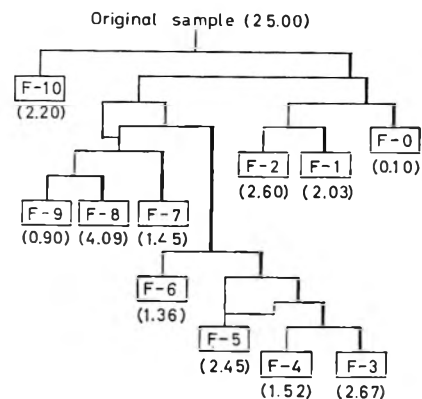 Original sample (25.00)
F-10
(2.20)
F-0
(0.10)
F-2
(2.60)
F-1
(2.03)
F-9
(0.90)
F-8
(4.09)
F-7
(1.45)
F-6
(1.36)
F-5
(2.45)
F-4
(1.52)
F-3
(2.67)